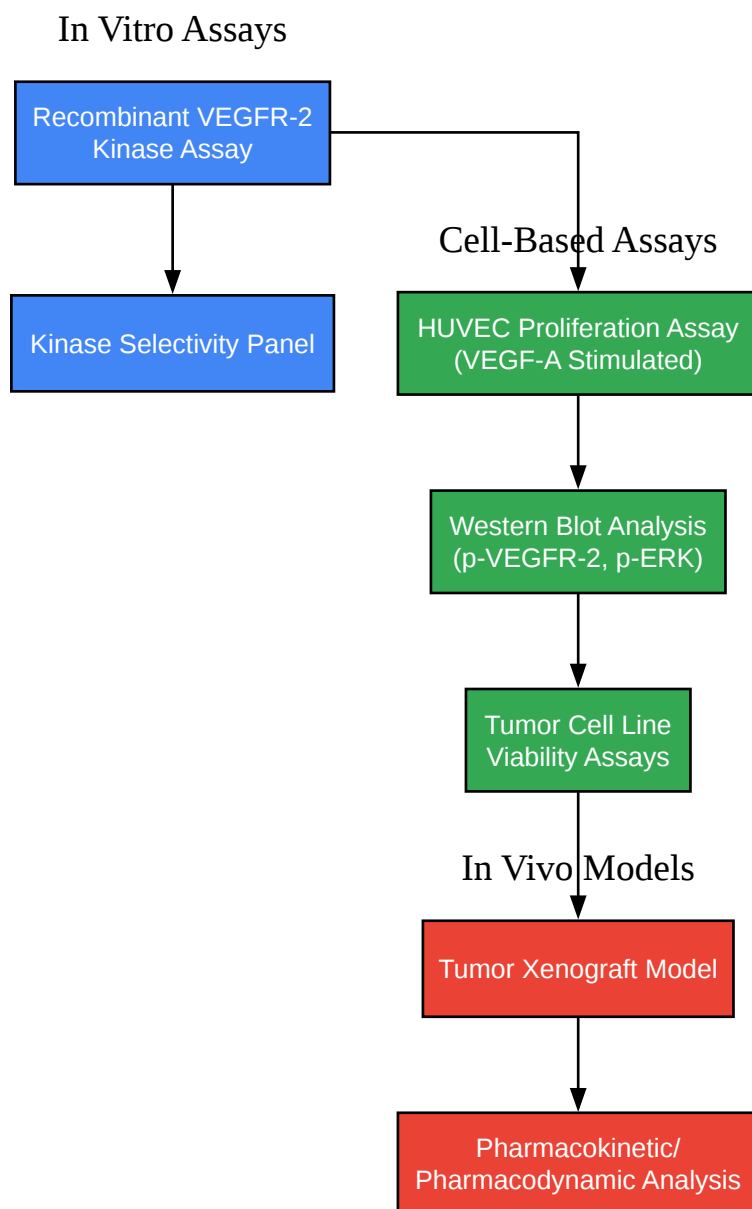 In Vitro Assays
Recombinant VEGFR-2
Kinase Assay
Kinase Selectivity Panel
Cell-Based Assays
HUVEC Proliferation Assay
(VEGF-A Stimulated)
Western Blot Analysis
(p-VEGFR-2, p-ERK)
Tumor Cell Line
Viability Assays
In Vivo Models
Tumor Xenograft Model
Pharmacokinetic/
Pharmacodynamic Analysis